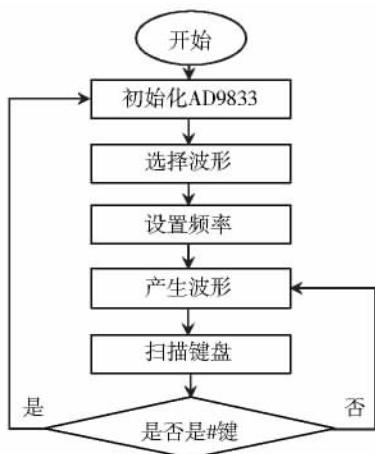 开始
初始化AD9833
选择波形
设置频率
产生波形
扫描键盘
是
否
是否是#键